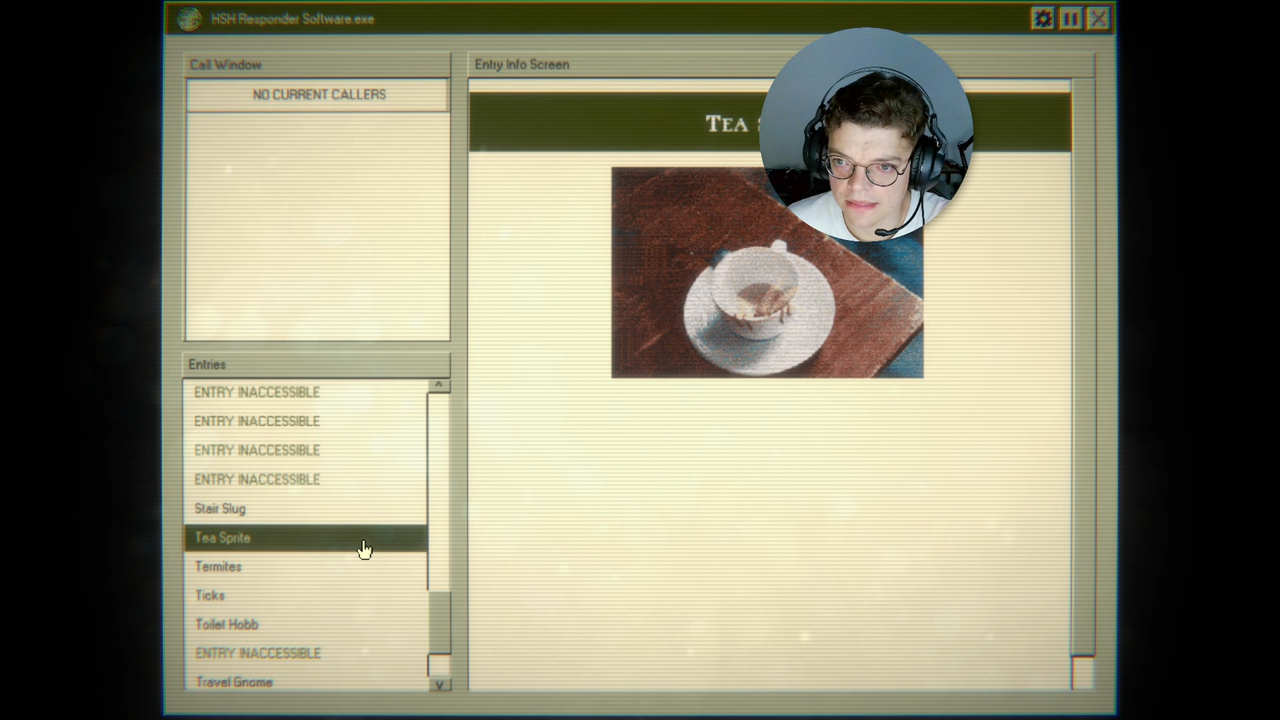 HSH Responder Software.exe
Call Window
NO CURRENT CALLERS
Entries
ENTRY INACCESSIBLE
ENTRY INACCESSIBLE
ENTRY INACCESSIBLE
ENTRY INACCESSIBLE
Stair Slug
Tea Sprite
Termites
Ticks
Toilet Hobb
ENTRY INACCESSIBLE
Travel Gnome
Entry Info Screen
Tea